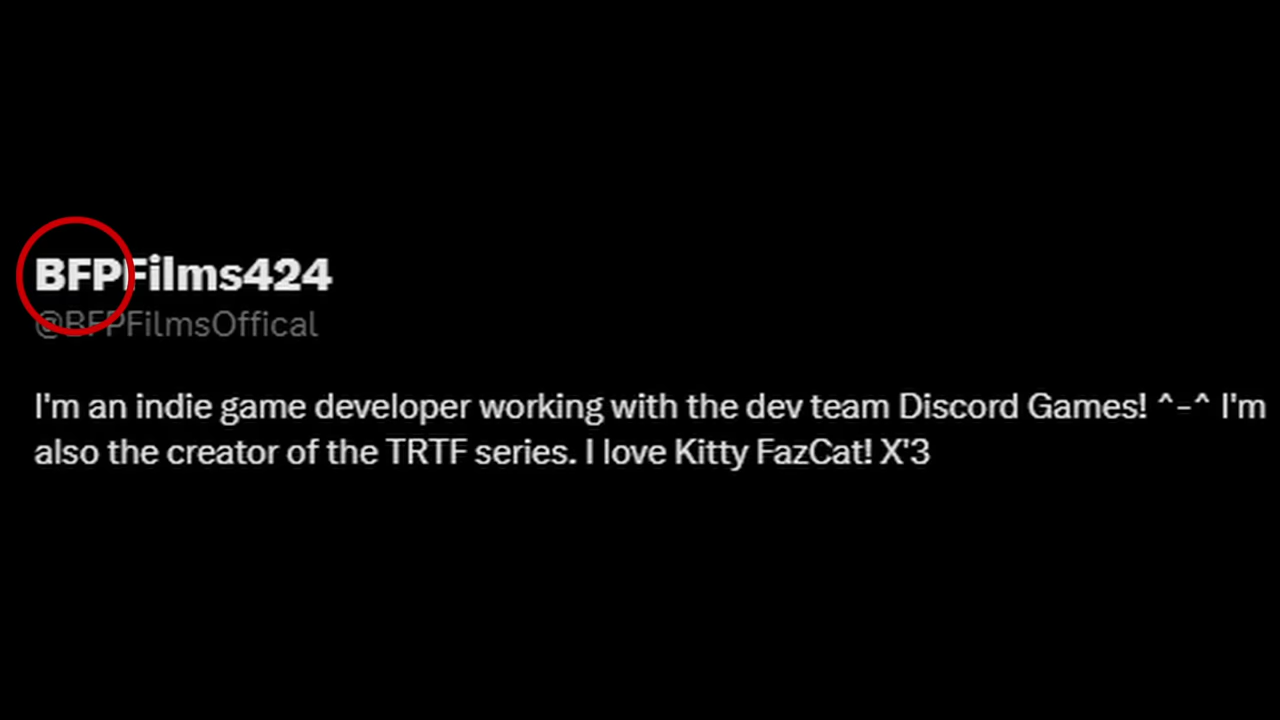 BFPFilms424
@BFPFilmsOffical
I'm an indie game developer working with the dev team Discord Games! ^-^ I'm
also the creator of the TRTF series. I love Kitty FazCat! X'3